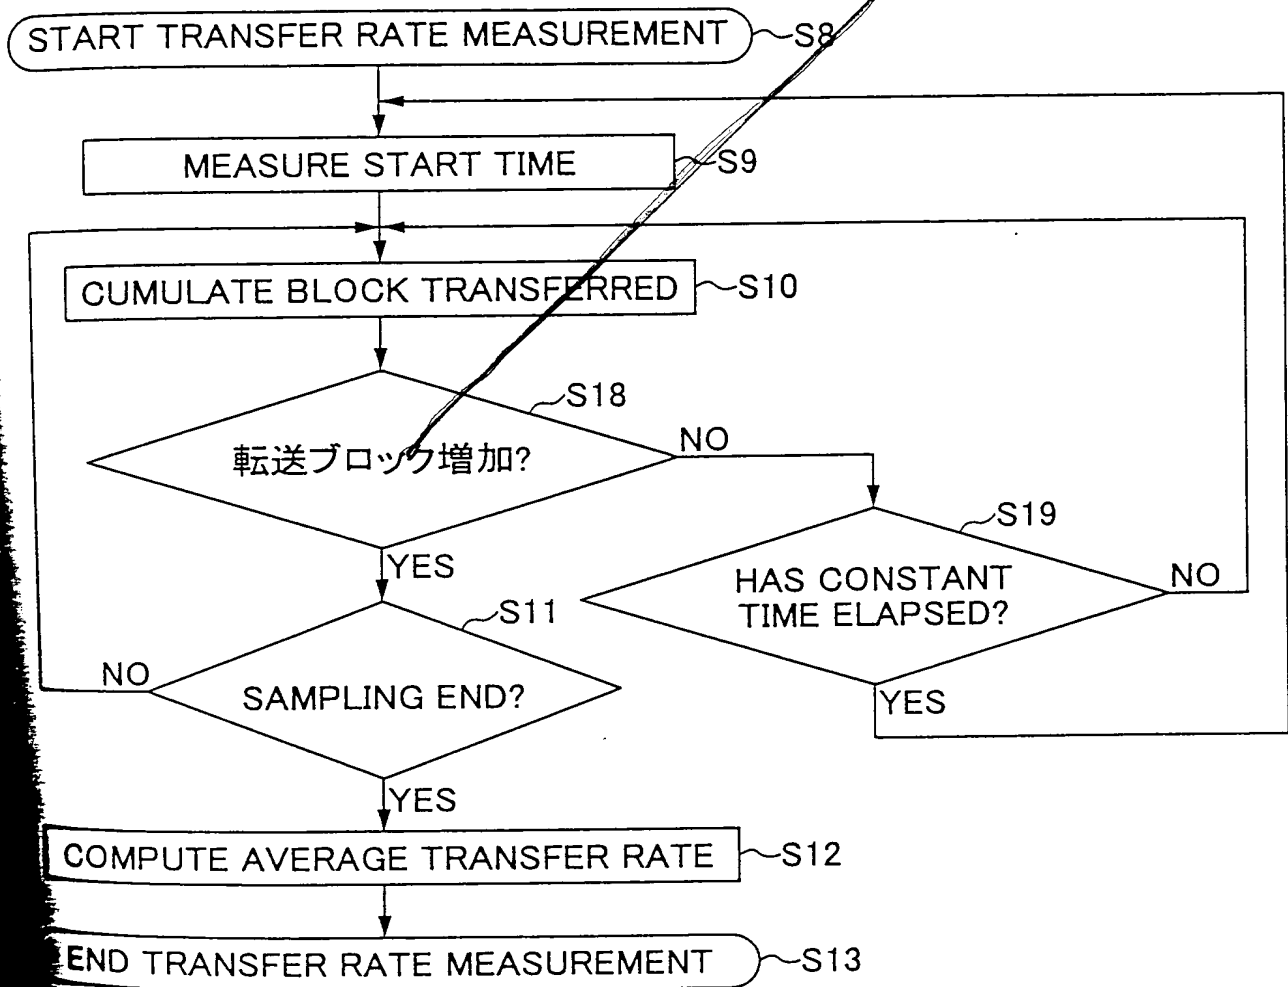 START TRANSFER RATE MEASUREMENT
S8
MEASURE START TIME
S9
CUMULATE BLOCK TRANSFERRED
S10
S18
転送ブロック増加?
NO
YES
S19
HAS CONSTANT
TIME ELAPSED?
NO
YES
S11
SAMPLING END?
NO
YES
COMPUTE AVERAGE TRANSFER RATE
S12
END TRANSFER RATE MEASUREMENT
S13